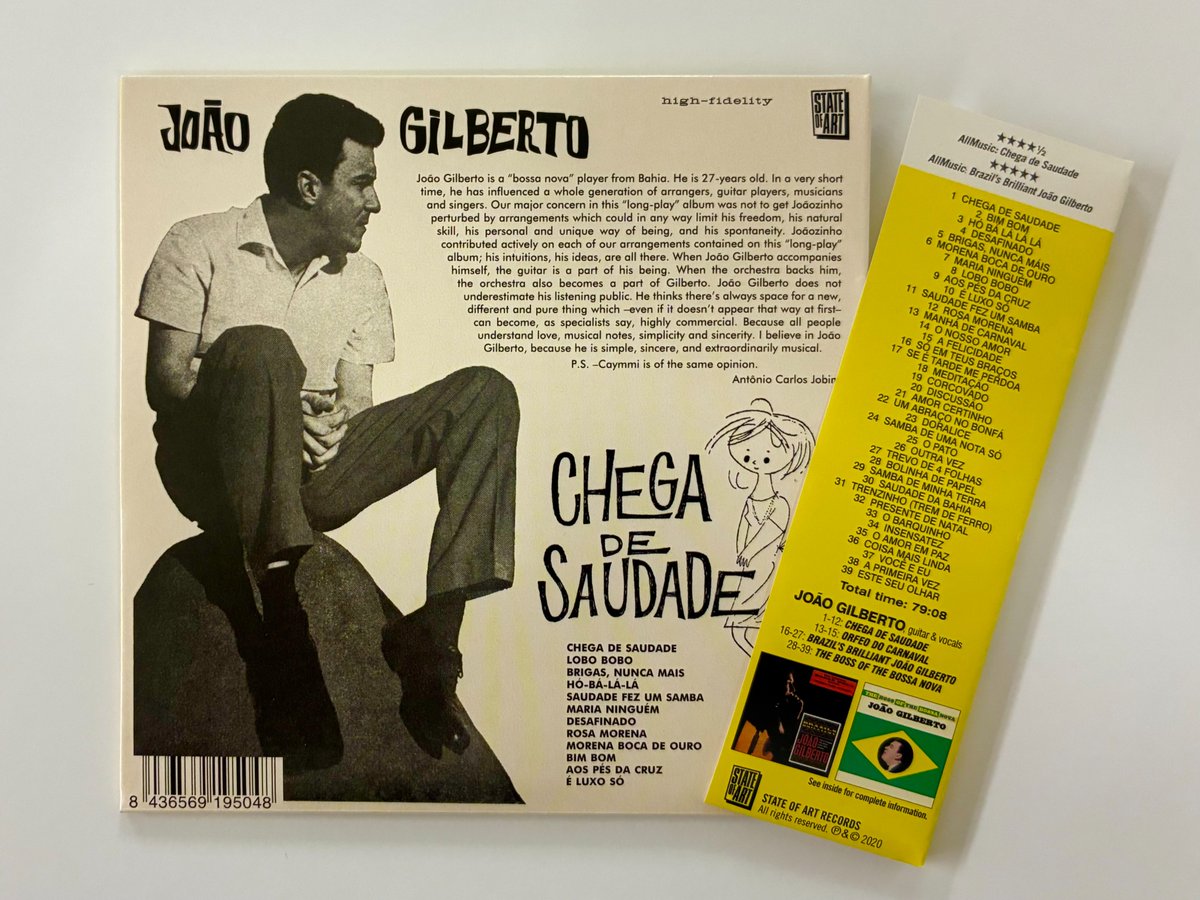 JOÃO GILBERTO
high-fidelity
STATE
OF
ART
João Gilberto is a "bossa nova" player from Bahia. He is 27-years old. In a very short
time, he has influenced a whole generation of arrangers, guitar players, musicians
and singers. Our major concern in this "long-play" album was not to get Joãozinho
perturbed by arrangements which could in any way limit his freedom, his natural
skill, his personal and unique way of being, and his spontaneity. Joãozinho
contributed actively on each of our arrangements contained on this "long-play"
album; his intuitions, his ideas, are all there. When João Gilberto accompanies
himself, the guitar is a part of his being. When the orchestra backs him,
the orchestra also becomes a part of Gilberto. João Gilberto does not
underestimate his listening public. He thinks there's always space for a new,
different and pure thing which –even if it doesn't appear that way at first–
can become, as specialists say, highly commercial. Because all people
understand love, musical notes, simplicity and sincerity. I believe in João
Gilberto, because he is simple, sincere, and extraordinarily musical.
P.S. –Caymmi is of the same opinion.
Antônio Carlos Jobim
CHEGA
DE
SAUDADE
CHEGA DE SAUDADE
LOBO BOBO
BRIGAS, NUNCA MAIS
HÓ-BÁ-LÁ-LÁ
SAUDADE FEZ UM SAMBA
MARIA NINGUÉM
DESAFINADO
ROSA MORENA
MORENA BOCA DE OURO
BIM BOM
AOS PÉS DA CRUZ
É LUXO SÓ
8 436569 195048
★★★★½
AllMusic: Chega de Saudade
★★★★★
AllMusic: Brazil's Brilliant João Gilberto
1 CHEGA DE SAUDADE
2 BIM BOM
3 HÓ BÁ LÁ LÁ LÁ
4 DESAFINADO
5 BRIGAS, NUNCA MÁIS
6 MORENA BOCA DE OURO
7 MARIA NINGUÉM
8 LOBO BOBO
9 AOS PÉS DA CRUZ
10 É LUXO SÓ
11 SAUDADE FEZ UM SAMBA
12 ROSA MORENA
13 MANHÃ DE CARNAVAL
14 O NOSSO AMOR
15 A FELICIDADE
16 SÓ EM TEUS BRAÇOS
17 SE É TARDE ME PERDOA
18 MEDITAÇÃO
19 CORCOVADO
20 DISCUSSÃO
21 AMOR CERTINHO
22 UM ABRAÇO NO BONFÁ
23 DORALICE
24 SAMBA DE UMA NOTA SÓ
25 O PATO
26 OUTRA VEZ
27 TREVO DE 4 FOLHAS
28 BOLINHA DE PAPEL
29 SAMBA DE MINHA TERRA
30 SAUDADE DA BAHIA
31 TRENZINHO (TREM DE FERRO)
32 PRESENTE DE NATAL
33 O BARQUINHO
34 INSENSATEZ
35 O AMOR EM PAZ
36 COISA MAIS LINDA
37 VOCÊ E EU
38 A PRIMEIRA VEZ
39 ESTE SEU OLHAR
Total time: 79:08
JOÃO GILBERTO, guitar & vocals
1-12: CHEGA DE SAUDADE
13-15: ORFEO DO CARNAVAL
16-27: BRAZIL'S BRILLIANT JOÃO GILBERTO
28-39: THE BOSS OF THE BOSSA NOVA
JOÃO
GILBERTO
THE BOSS OF THE BOSSA NOVA
JOÃO GILBERTO
See inside for complete information.
STATE
OF
ART
STATE OF ART RECORDS
All rights reserved. ℗&© 2020